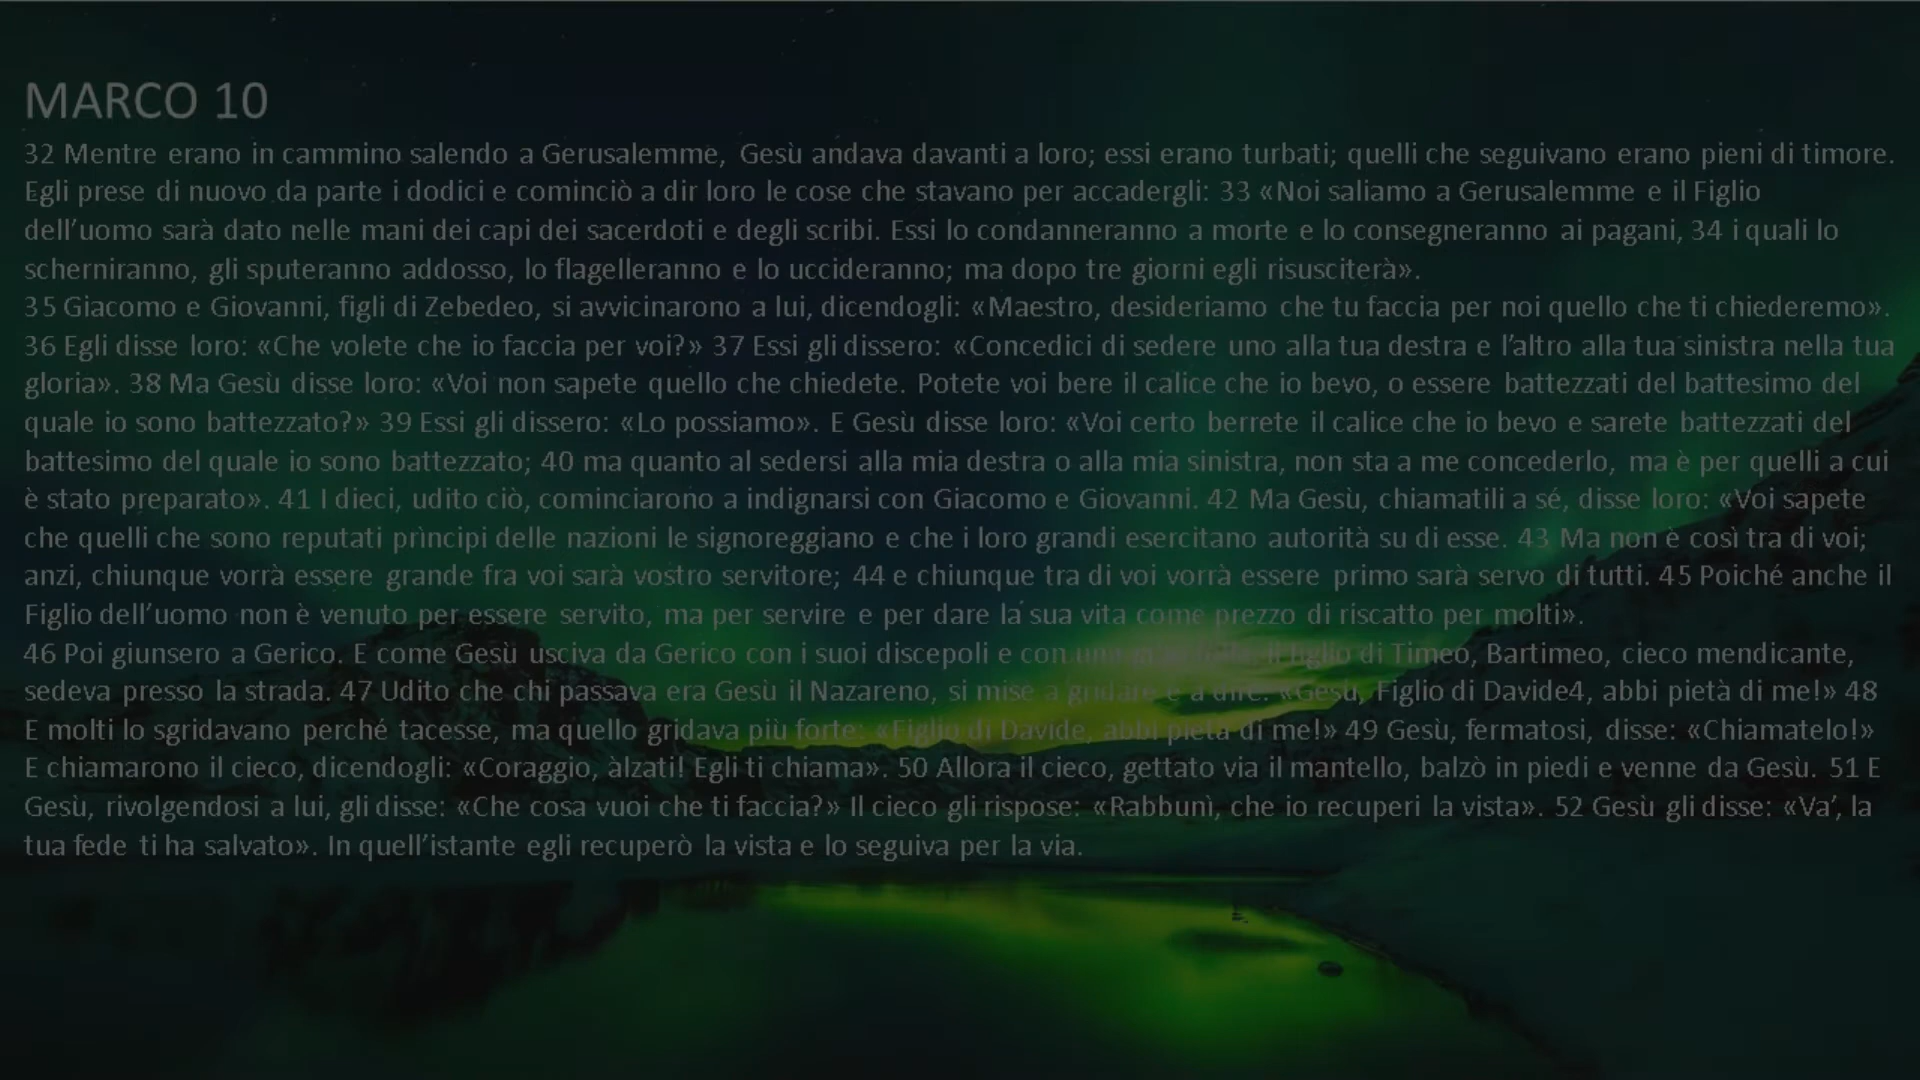 MARCO 10
32 Mentre erano in cammino salendo a Gerusalemme, Gesù andava davanti a loro; essi erano turbati; quelli che seguivano erano pieni di timore.
Egli prese di nuovo da parte i dodici e cominciò a dir loro le cose che stavano per accadergli: 33 «Noi saliamo a Gerusalemme e il Figlio
dell’uomo sarà dato nelle mani dei capi dei sacerdoti e degli scribi. Essi lo condanneranno a morte e lo consegneranno ai pagani, 34 i quali lo
scherniranno, gli sputeranno addosso, lo flagelleranno e lo uccideranno; ma dopo tre giorni egli risusciterà».
35 Giacomo e Giovanni, figli di Zebedeo, si avvicinarono a lui, dicendogli: «Maestro, desideriamo che tu faccia per noi quello che ti chiederemo».
36 Egli disse loro: «Che volete che io faccia per voi?» 37 Essi gli dissero: «Concedici di sedere uno alla tua destra e l’altro alla tua sinistra nella tua
gloria». 38 Ma Gesù disse loro: «Voi non sapete quello che chiedete. Potete voi bere il calice che io bevo, o essere battezzati del battesimo del
quale io sono battezzato?» 39 Essi gli dissero: «Lo possiamo». E Gesù disse loro: «Voi certo berrete il calice che io bevo e sarete battezzati del
battesimo del quale io sono battezzato; 40 ma quanto al sedersi alla mia destra o alla mia sinistra, non sta a me concederlo, ma è per quelli a cui
è stato preparato». 41 I dieci, udito ciò, cominciarono a indignarsi con Giacomo e Giovanni. 42 Ma Gesù, chiamatili a sé, disse loro: «Voi sapete
che quelli che sono reputati prìncipi delle nazioni le signoreggiano e che i loro grandi esercitano autorità su di esse. 43 Ma non è così tra di voi;
anzi, chiunque vorrà essere grande fra voi sarà vostro servitore; 44 e chiunque tra di voi vorrà essere primo sarà servo di tutti. 45 Poiché anche il
Figlio dell’uomo non è venuto per essere servito, ma per servire e per dare la sua vita come prezzo di riscatto per molti».
46 Poi giunsero a Gerico. E come Gesù usciva da Gerico con i suoi discepoli e con una il figlio di Timeo, Bartimeo, cieco mendicante,
sedeva presso la strada. 47 Udito che chi passava era Gesù il Nazareno, si mise a gridare e a dire: «Gesù, Figlio di Davide4, abbi pietà di me!» 48
E molti lo sgridavano perché tacesse, ma quello gridava più forte: «Figlio di Davide, abbi pietà di me!» 49 Gesù, fermatosi, disse: «Chiamatelo!»
E chiamarono il cieco, dicendogli: «Coraggio, àlzati! Egli ti chiama». 50 Allora il cieco, gettato via il mantello, balzò in piedi e venne da Gesù. 51 E
Gesù, rivolgendosi a lui, gli disse: «Che cosa vuoi che ti faccia?» Il cieco gli rispose: «Rabbunì, che io recuperi la vista». 52 Gesù gli disse: «Va’, la
tua fede ti ha salvato». In quell’istante egli recuperò la vista e lo seguiva per la via.